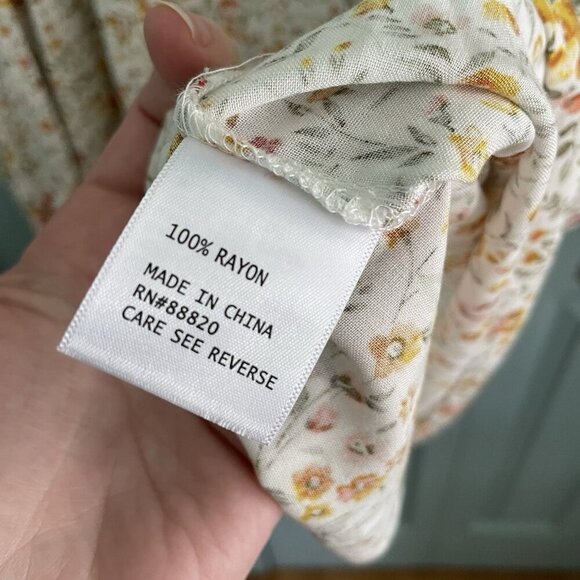 100% RAYON
MADE IN CHINA
RN#88820
CARE SEE REVERSE